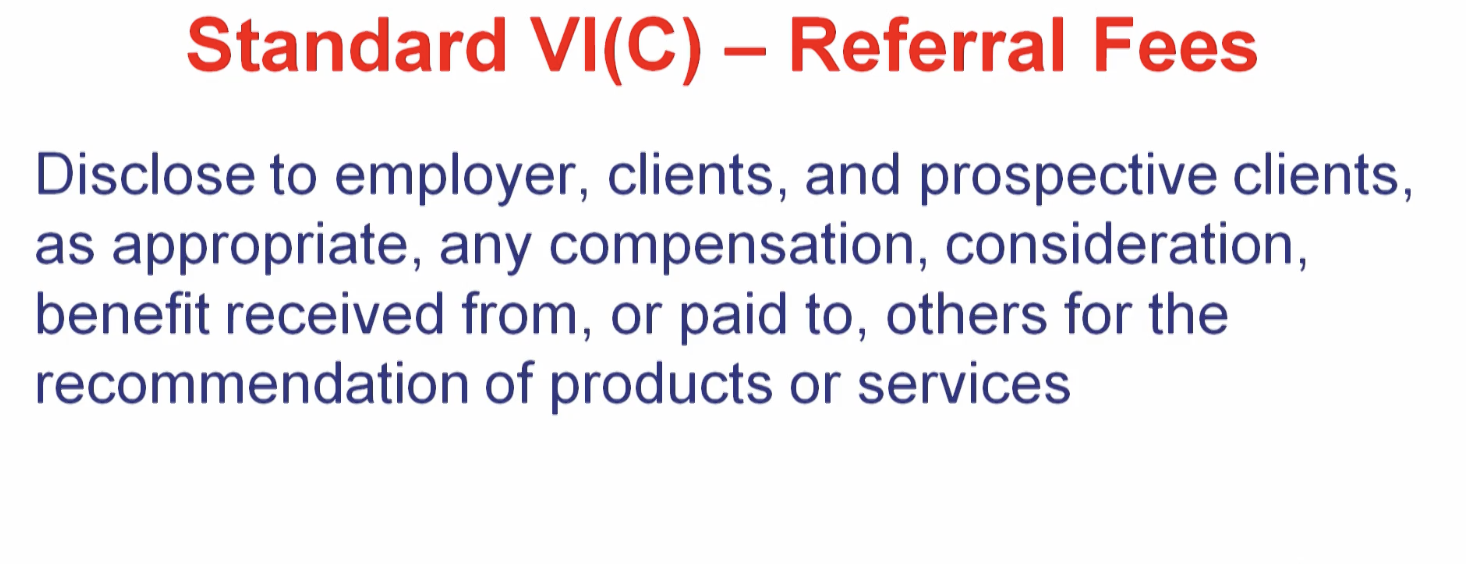 Standard VI(C) – Referral Fees
Disclose to employer, clients, and prospective clients,
as appropriate, any compensation, consideration,
benefit received from, or paid to, others for the
recommendation of products or services